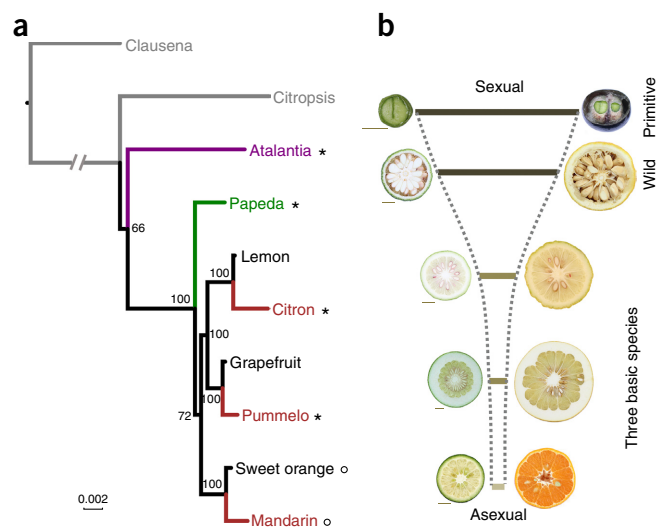 a
b
Clausena
Citropsis
Atalantia *
66
Papeda *
100
Lemon
100
Citron *
100
Grapefruit
100
Pummelo *
72
Sweet orange o
100
Mandarin o
0.002
Sexual
Primitive
Wild
Three basic species
Asexual